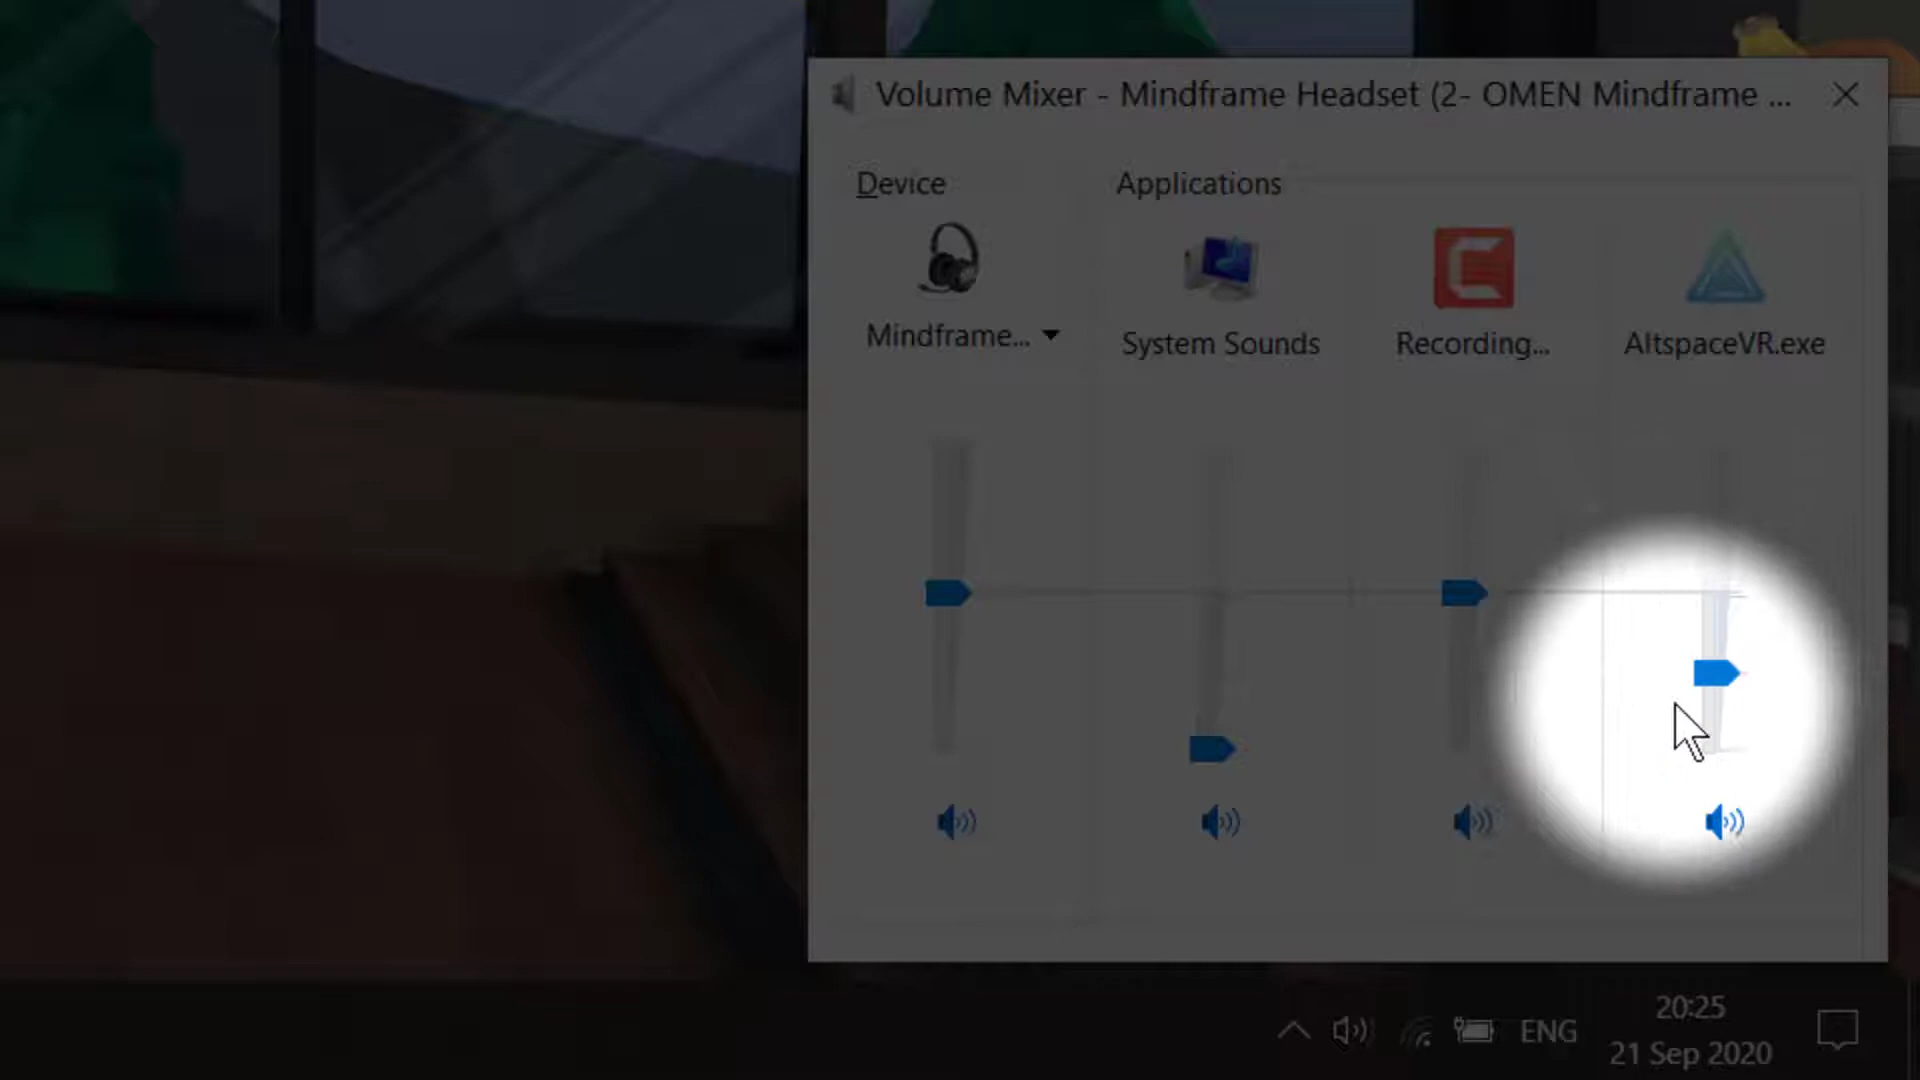 Volume Mixer - Mindframe Headset (2- OMEN Mindframe ...
Device
Applications
Mindframe...
System Sounds
Recording...
AltspaceVR.exe
ENG
20:25
21 Sep 2020